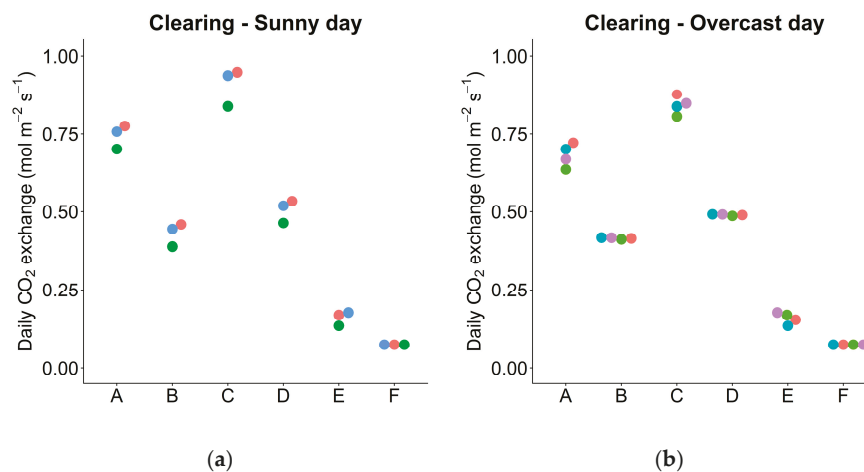 Clearing - Sunny day
Daily CO₂ exchange (mol m⁻² s⁻¹)
1.00
0.75
0.50
0.25
0.00
A B C D E F
(a)
Clearing - Overcast day
Daily CO₂ exchange (mol m⁻² s⁻¹)
1.00
0.75
0.50
0.25
0.00
A B C D E F
(b)